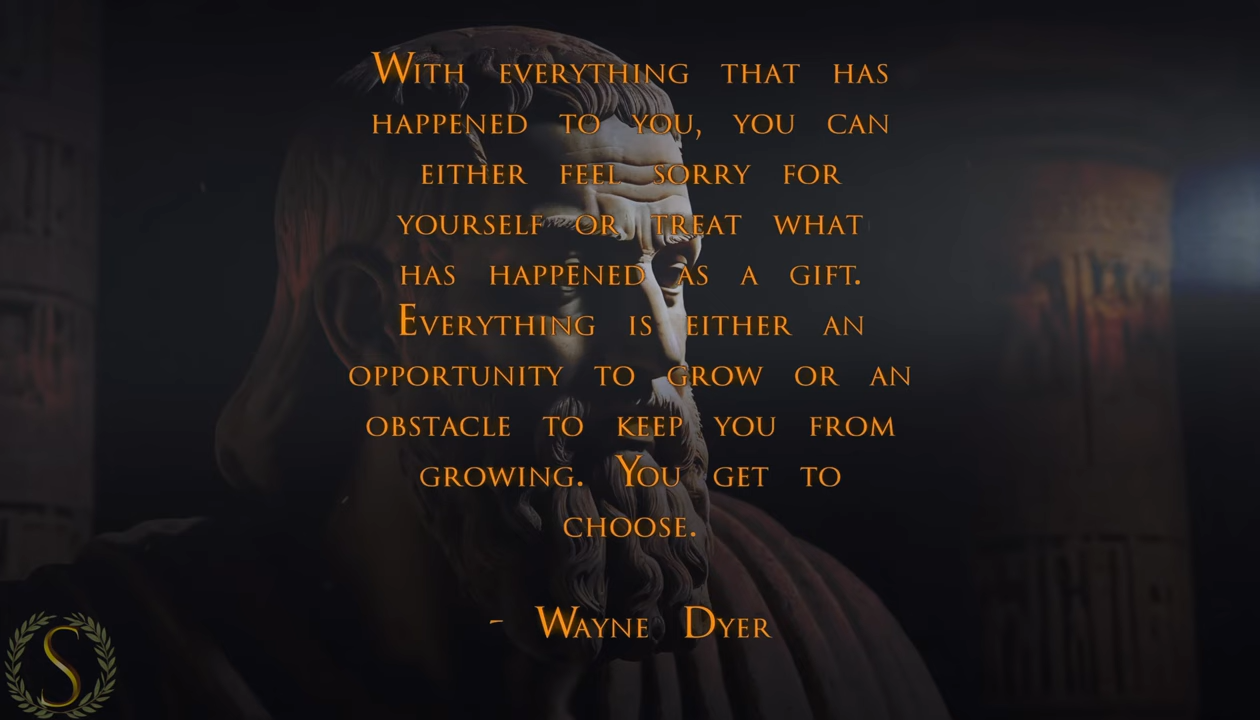 With everything that has
happened to you, you can
either feel sorry for
yourself or treat what
has happened as a gift.
Everything is either an
opportunity to grow or an
obstacle to keep you from
growing. You get to
choose.
- Wayne Dyer
S